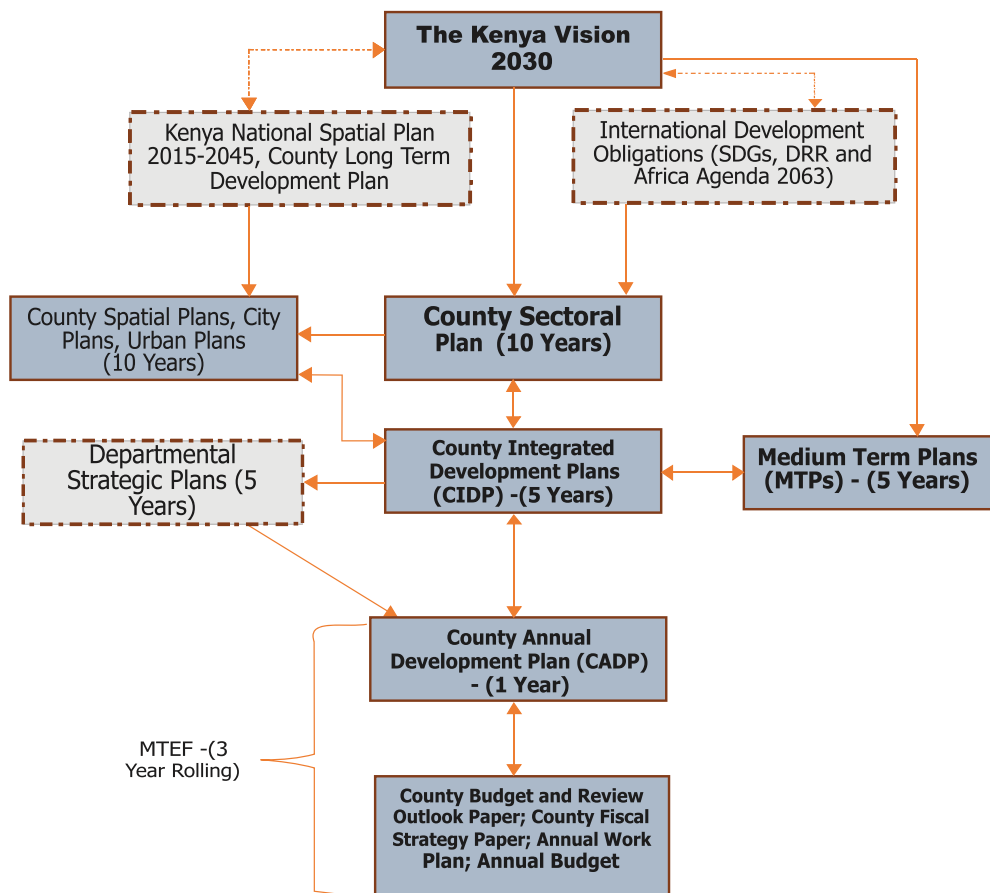 The Kenya Vision
2030
Kenya National Spatial Plan
2015-2045, County Long Term
Development Plan
International Development
Obligations (SDGs, DRR and
Africa Agenda 2063)
County Spatial Plans, City
Plans, Urban Plans
(10 Years)
County Sectoral
Plan (10 Years)
Departmental
Strategic Plans (5
Years)
County Integrated
Development Plans
(CIDP) -(5 Years)
Medium Term Plans
(MTPs) - (5 Years)
County Annual
Development Plan (CADP)
- (1 Year)
MTEF -(3
Year Rolling)
County Budget and Review
Outlook Paper; County Fiscal
Strategy Paper; Annual Work
Plan; Annual Budget